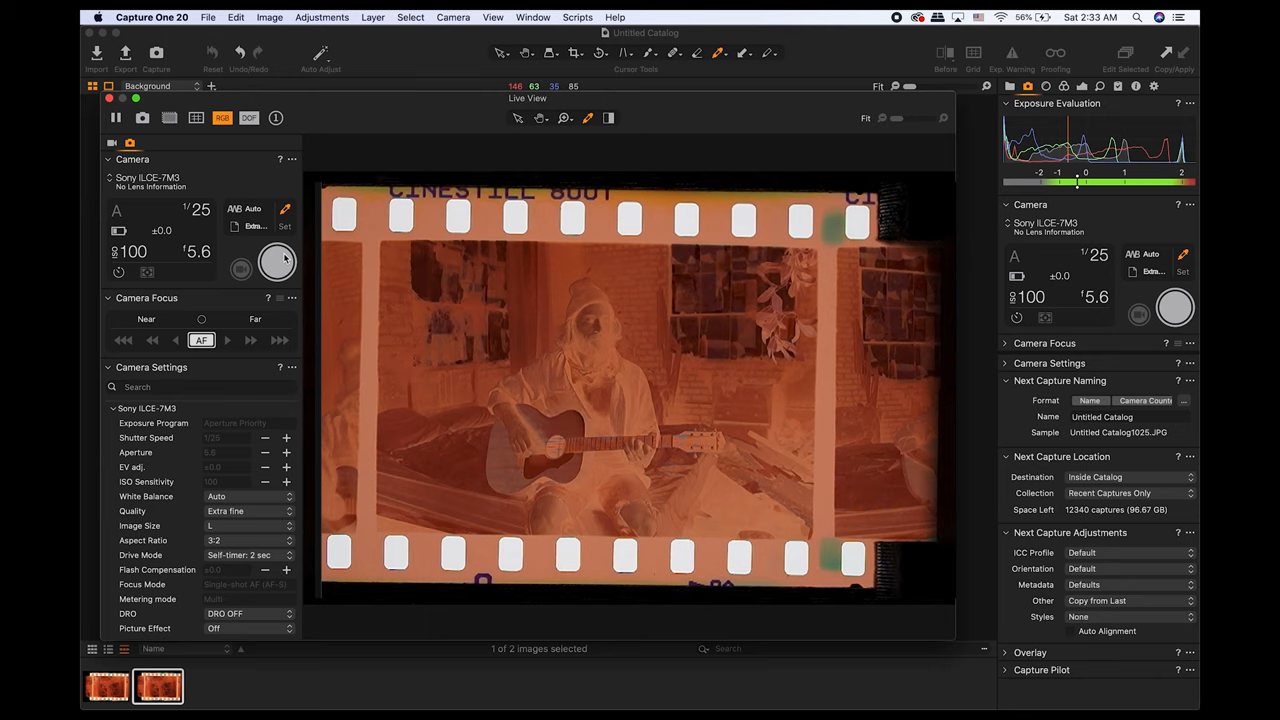 Capture One 20 File Edit Image Adjustments Layer Select Camera View Window Scripts Help 56% Sat 2:33 AM
Untitled Catalog
Import Export Capture Reset Undo/Redo Auto Adjust Cursor Tools Before Grid Exp. Warning Proofing Edit Selected Copy/Apply
Background 146 63 35 85 Fit
Live View
RGB DOF Fit
Camera
Sony ILCE-7M3
No Lens Information
A 1/25 AWB Auto
±0.0 Extra... Set
ISO 100 f5.6
Camera Focus
Near Far
AF
Camera Settings
Search
Sony ILCE-7M3
Exposure Program Aperture Priority
Shutter Speed 1/25
Aperture 5.6
EV adj. ±0.0
ISO Sensitivity 100
White Balance Auto
Quality Extra fine
Image Size L
Aspect Ratio 3:2
Drive Mode Self-timer: 2 sec
Flash Compensation ±0.0
Focus Mode Single-shot AF (AF-S)
Metering mode Multi
DRO DRO OFF
Picture Effect Off
CINESTILL 800T CI
Exposure Evaluation
-2 -1 0 1 2
Camera
Sony ILCE-7M3
No Lens Information
A 1/25 AWB Auto
±0.0 Extra... Set
ISO 100 f5.6
Camera Focus
Camera Settings
Next Capture Naming
Format Name Camera Counte ...
Name Untitled Catalog
Sample Untitled Catalog1025.JPG
Next Capture Location
Destination Inside Catalog
Collection Recent Captures Only
Space Left 12340 captures (96.67 GB)
Next Capture Adjustments
ICC Profile Default
Orientation Default
Metadata Defaults
Other Copy from Last
Styles None
Auto Alignment
Overlay
Capture Pilot
Name 1 of 2 images selected Search